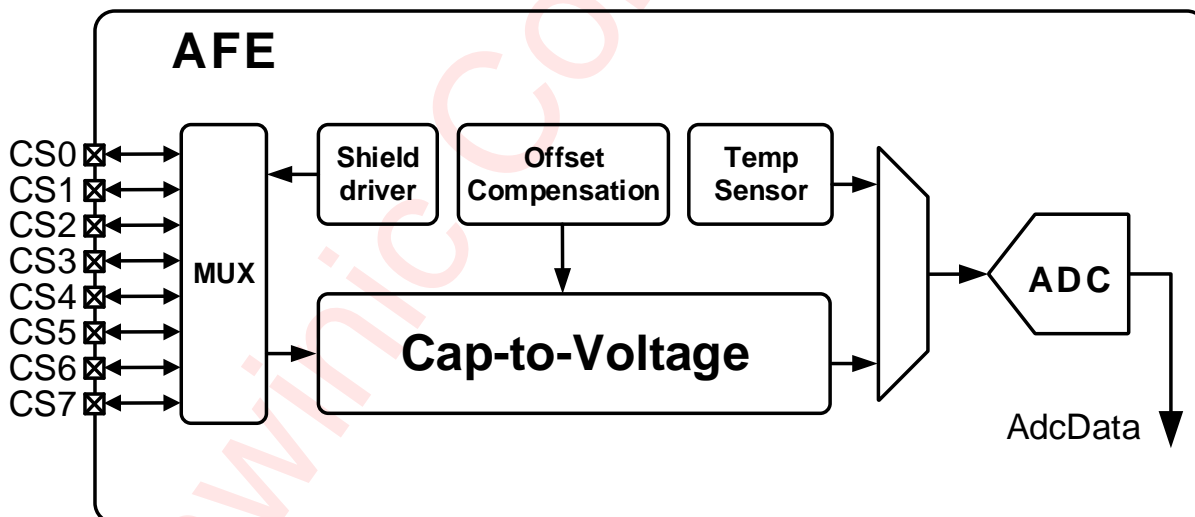 AFE
CS0
CS1
CS2
CS3
CS4
CS5
CS6
CS7
MUX
Shield
driver
Offset
Compensation
Temp
Sensor
Cap-to-Voltage
ADC
AdcData